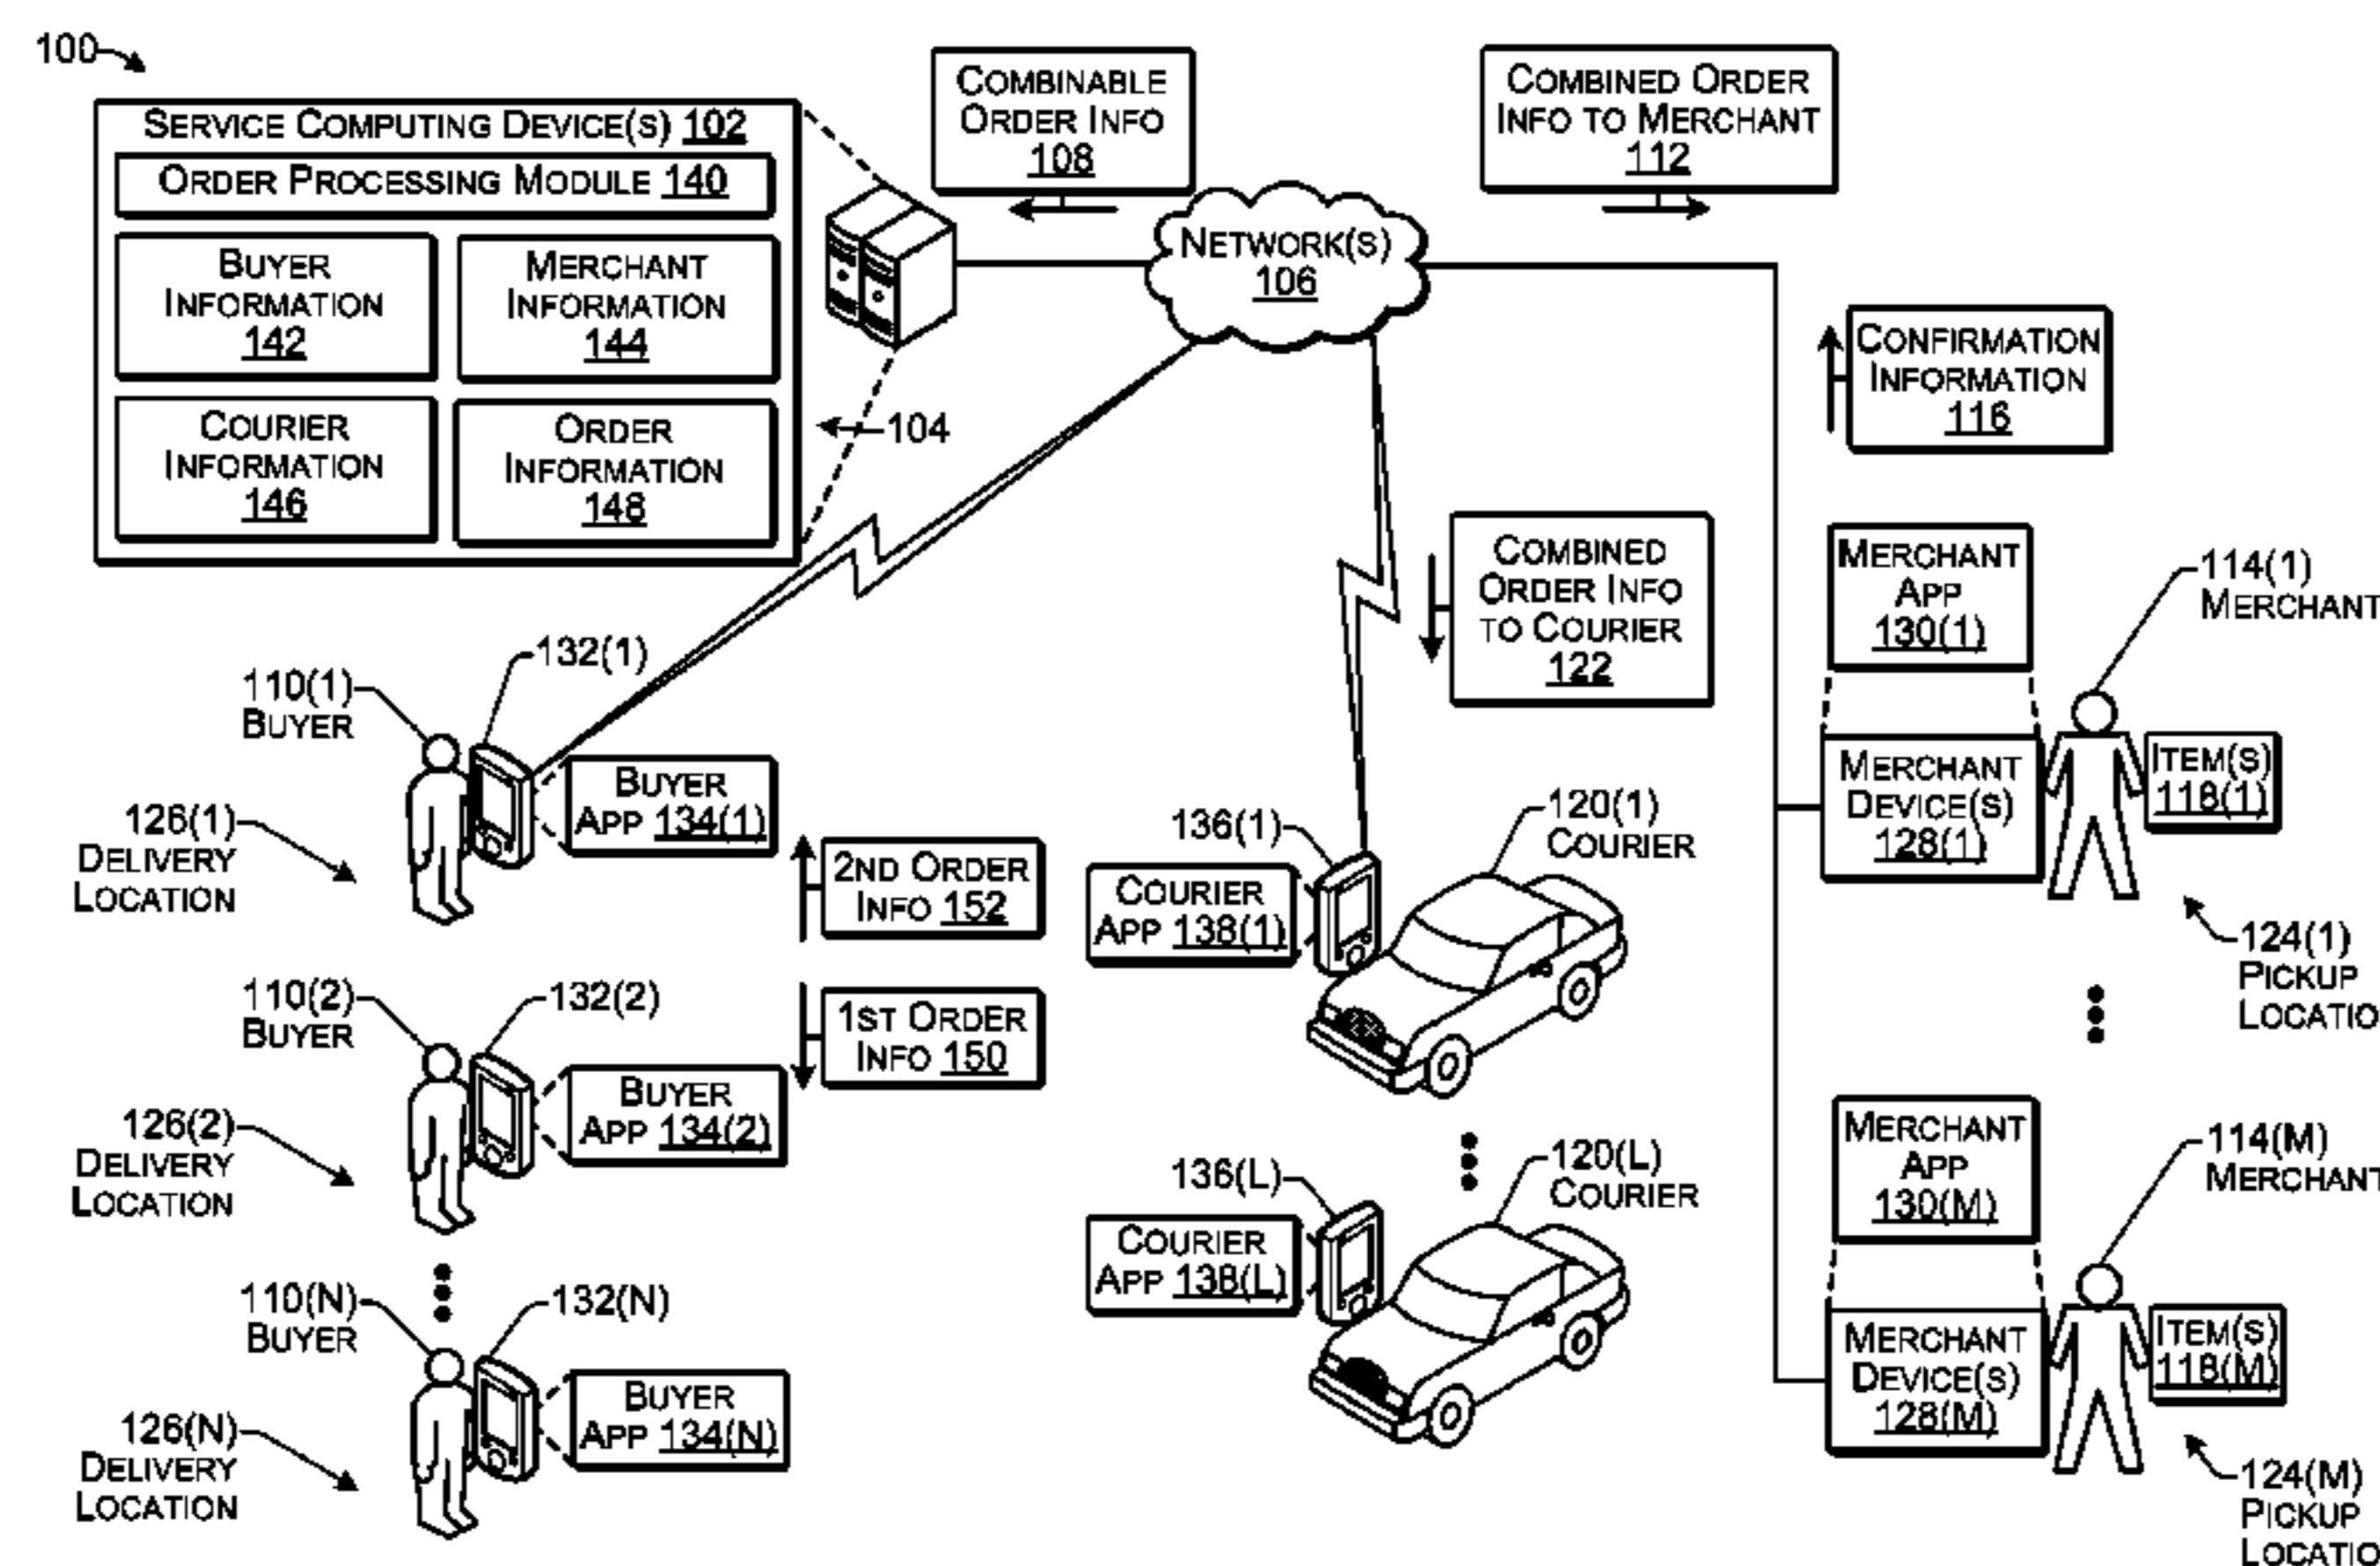 100
SERVICE COMPUTING DEVICE(S) 102
ORDER PROCESSING MODULE 140
BUYER
INFORMATION
142
MERCHANT
INFORMATION
144
COURIER
INFORMATION
146
ORDER
INFORMATION
148
104
COMBINABLE
ORDER INFO
108
NETWORK(S)
106
COMBINED ORDER
INFO TO MERCHANT
112
CONFIRMATION
INFORMATION
116
COMBINED
ORDER INFO
TO COURIER
122
MERCHANT
APP
130(1)
114(1)
MERCHANT
MERCHANT
DEVICE(S)
128(1)
ITEM(S)
118(1)
124(1)
PICKUP
LOCATIO
110(1)
BUYER
132(1)
BUYER
APP 134(1)
126(1)
DELIVERY
LOCATION
2ND ORDER
INFO 152
1ST ORDER
INFO 150
110(2)
BUYER
132(2)
BUYER
APP 134(2)
126(2)
DELIVERY
LOCATION
110(N)
BUYER
132(N)
BUYER
APP 134(N)
126(N)
DELIVERY
LOCATION
136(1)
120(1)
COURIER
COURIER
APP 138(1)
136(L)
120(L)
COURIER
COURIER
APP 138(L)
MERCHANT
APP
130(M)
114(M)
MERCHANT
MERCHANT
DEVICE(S)
128(M)
ITEM(S)
118(M)
124(M)
PICKUP
LOCATIO